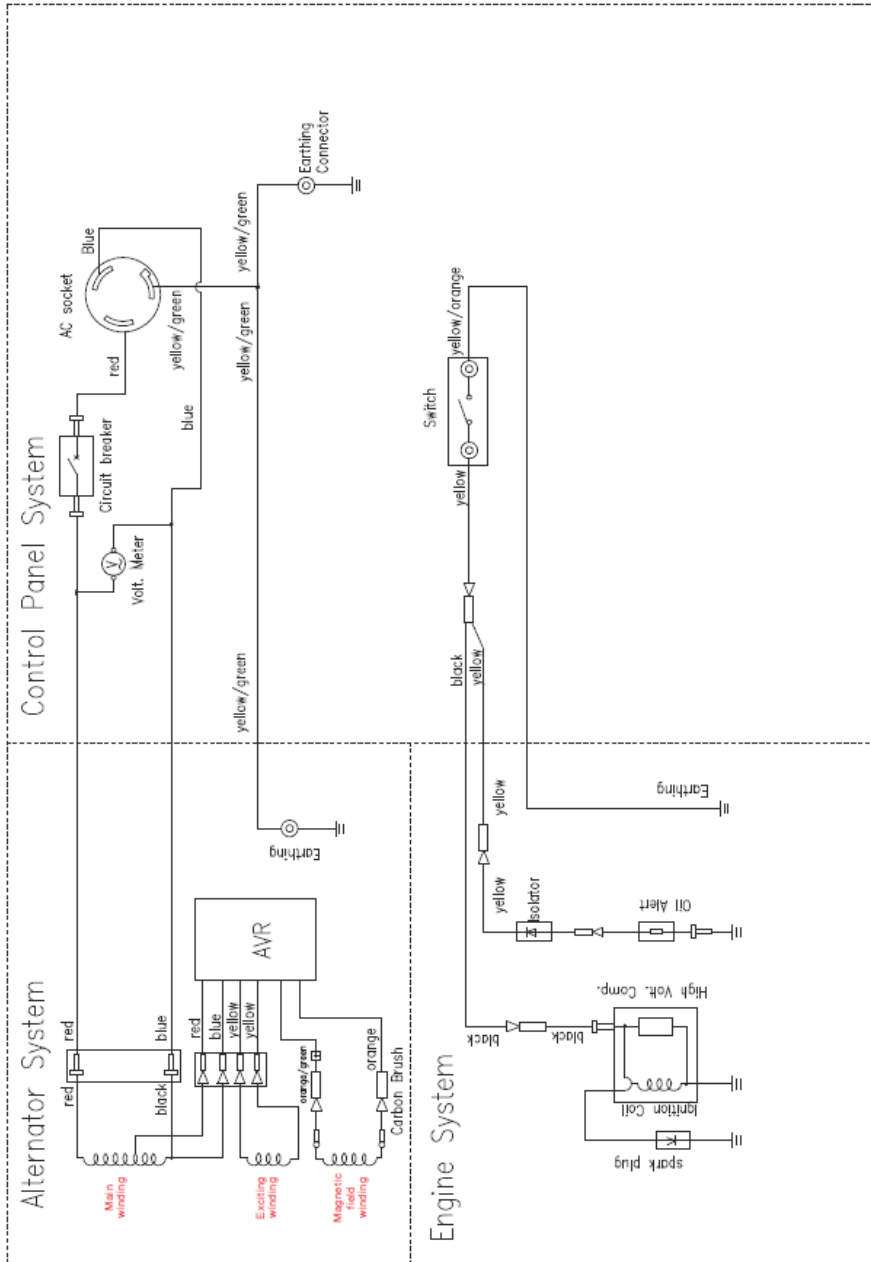 Control Panel System
AC socket
Blue
red
yellow/green
Circuit breaker
blue
V
Volt. Meter
yellow/green
yellow/green
Earthing
Connector
yellow/green
Switch
yellow/orange
yellow
black
yellow
Alternator System
red
red
blue
black
Main
winding
AVR
red
blue
yellow
yellow
Exciting
winding
orange/green
orange
Carbon Brush
Magnetic
field
winding
Earthing
Engine System
yellow
yellow
Isolator
Oil Alert
Earthing
High Volt. Comp.
black
black
Ignition Coil
spark plug